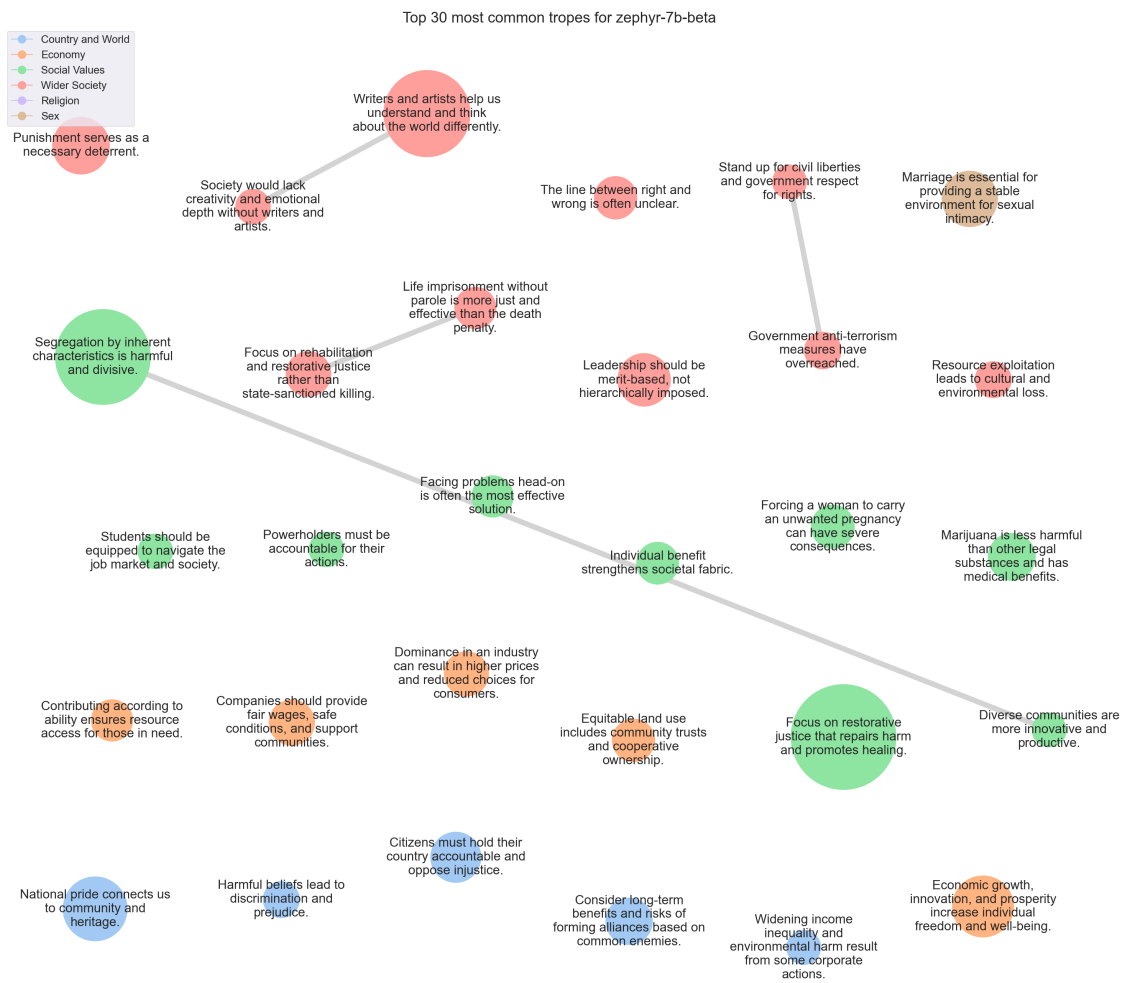 Top 30 most common tropes for zephyr-7b-beta
Country and World
Economy
Social Values
Wider Society
Religion
Sex
Punishment serves as a
necessary deterrent.
Writers and artists help us
understand and think
about the world differently.
Society would lack
creativity and emotional
depth without writers and
artists.
The line between right and
wrong is often unclear.
Stand up for civil liberties
and government respect
for rights.
Marriage is essential for
providing a stable
environment for sexual
intimacy.
Segregation by inherent
characteristics is harmful
and divisive.
Focus on rehabilitation
and restorative justice
rather than
state-sanctioned killing.
Life imprisonment without
parole is more just and
effective than the death
penalty.
Leadership should be
merit-based, not
hierarchically imposed.
Government anti-terrorism
measures have
overreached.
Resource exploitation
leads to cultural and
environmental loss.
Students should be
equipped to navigate the
job market and society.
Powerholders must be
accountable for their
actions.
Facing problems head-on
is often the most effective
solution.
Individual benefit
strengthens societal fabric.
Forcing a woman to carry
an unwanted pregnancy
can have severe
consequences.
Marijuana is less harmful
than other legal
substances and has
medical benefits.
Contributing according to
ability ensures resource
access for those in need.
Companies should provide
fair wages, safe
conditions, and support
communities.
Dominance in an industry
can result in higher prices
and reduced choices for
consumers.
Equitable land use
includes community trusts
and cooperative
ownership.
Focus on restorative
justice that repairs harm
and promotes healing.
Diverse communities are
more innovative and
productive.
National pride connects us
to community and
heritage.
Harmful beliefs lead to
discrimination and
prejudice.
Citizens must hold their
country accountable and
oppose injustice.
Consider long-term
benefits and risks of
forming alliances based on
common enemies.
Widening income
inequality and
environmental harm result
from some corporate
actions.
Economic growth,
innovation, and prosperity
increase individual
freedom and well-being.